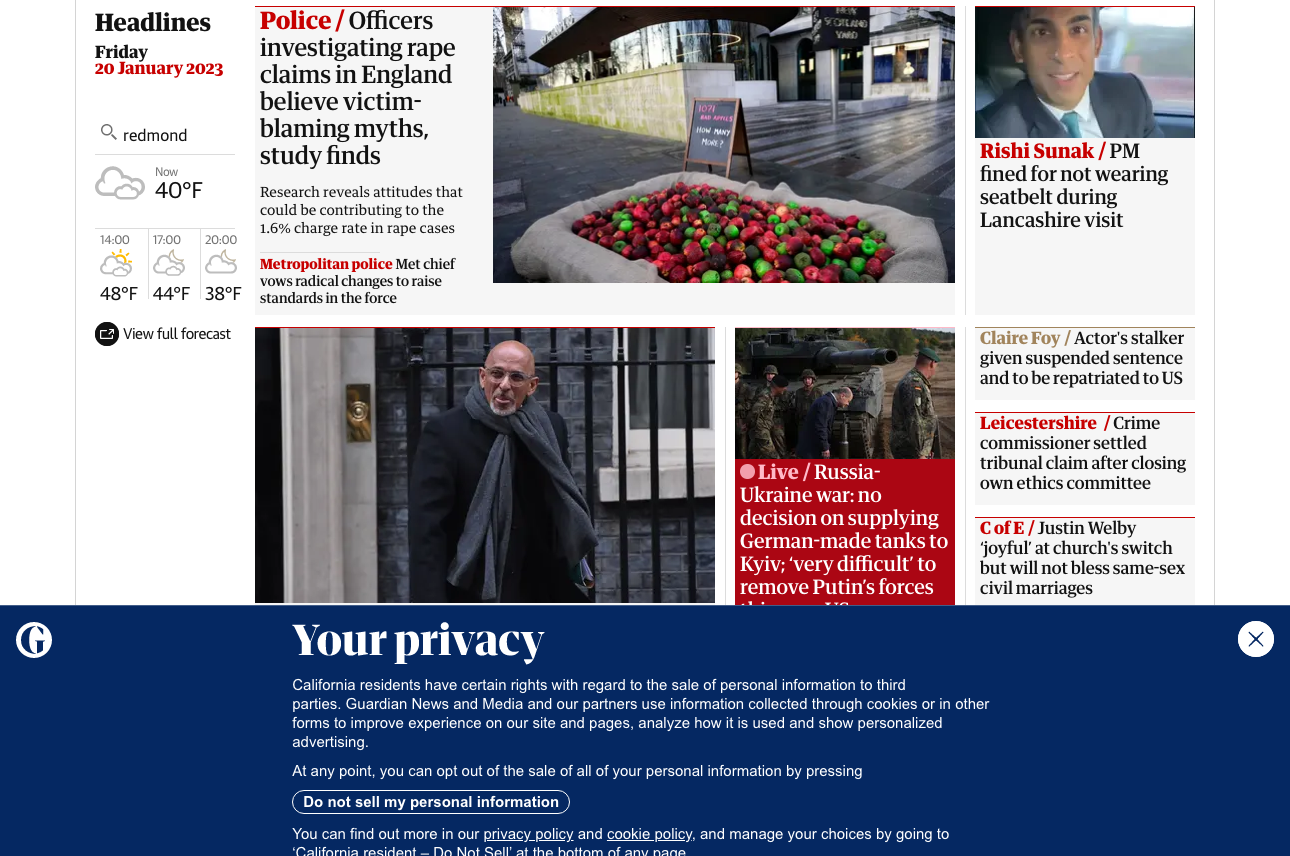 Headlines
Friday
20 January 2023
redmond
Now
40°F
14:00
17:00
20:00
48°F
44°F
38°F
View full forecast
Police / Officers
investigating rape
claims in England
believe victim-
blaming myths,
study finds
Research reveals attitudes that
could be contributing to the
1.6% charge rate in rape cases
Metropolitan police Met chief
vows radical changes to raise
standards in the force
NEW
SCOTLAND
YARD
1071
BAD APPLES
HOW MANY
MORE?
Rishi Sunak / PM
fined for not wearing
seatbelt during
Lancashire visit
Live / Russia-
Ukraine war: no
decision on supplying
German-made tanks to
Kyiv; ‘very difficult’ to
remove Putin’s forces
Claire Foy / Actor's stalker
given suspended sentence
and to be repatriated to US
Leicestershire / Crime
commissioner settled
tribunal claim after closing
own ethics committee
C of E / Justin Welby
‘joyful’ at church's switch
but will not bless same-sex
civil marriages
G
Your privacy
California residents have certain rights with regard to the sale of personal information to third
parties. Guardian News and Media and our partners use information collected through cookies or in other
forms to improve experience on our site and pages, analyze how it is used and show personalized
advertising.
At any point, you can opt out of the sale of all of your personal information by pressing
Do not sell my personal information
You can find out more in our privacy policy and cookie policy, and manage your choices by going to
‘California resident – Do Not Sell’ at the bottom of any page